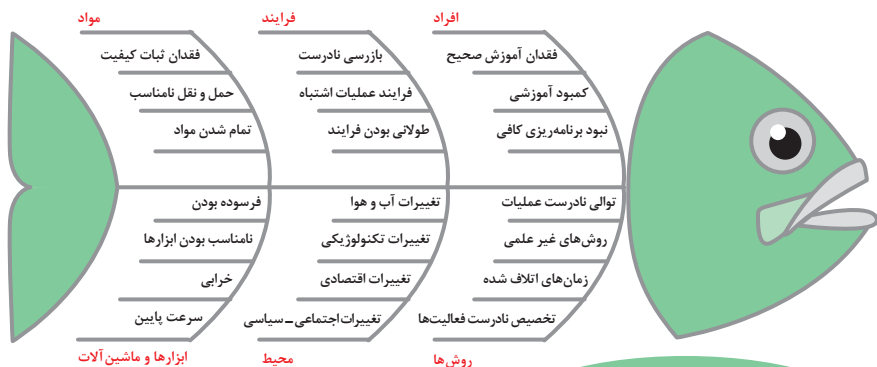 افراد
فقدان آموزش صحیح
کمبود آموزشی
نبود برنامه‌ریزی کافی
فرایند
بازرسی نادرست
فرایند عملیات اشتباه
طولانی بودن فرایند
مواد
فقدان ثبات کیفیت
حمل و نقل نامناسب
تمام شدن مواد
توالی نادرست عملیات
روش‌های غیر علمی
زمان‌های اتلاف شده
تخصیص نادرست فعالیت‌ها
روش‌ها
تغییرات آب و هوا
تغییرات تکنولوژیکی
تغییرات اقتصادی
تغییرات اجتماعی ـ سیاسی
محیط
فرسوده بودن
نامناسب بودن ابزارها
خرابی
سرعت پایین
ابزارها و ماشین آلات